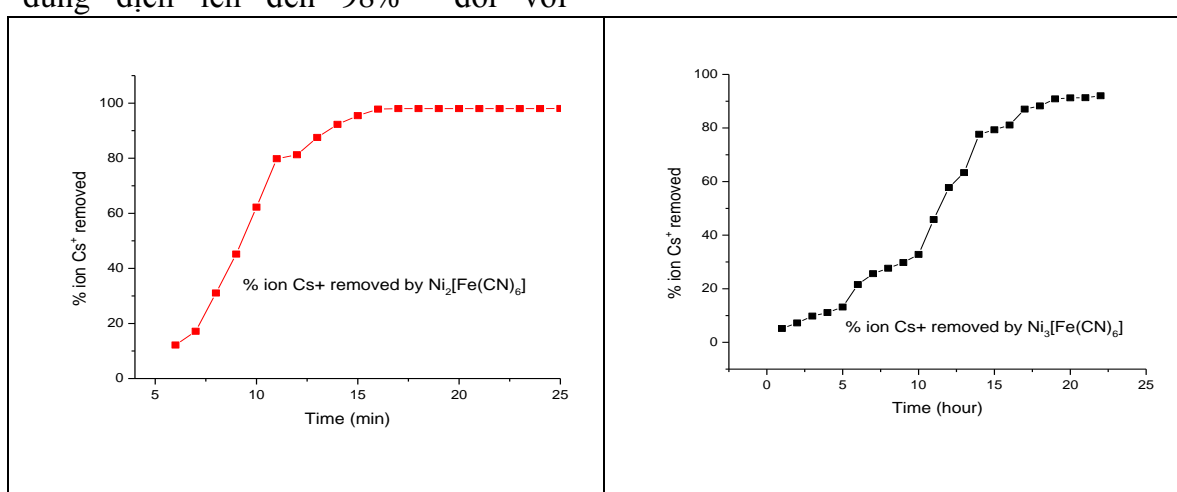 dung dịch lên đến 98% đối với
100
80
60
40
20
0
% ion Cs⁺ removed
% ion Cs+ removed by Ni₂[Fe(CN)₆]
5 10 15 20 25
Time (min)
100
80
60
40
20
0
% ion Cs⁺ removed
% ion Cs+ removed by Ni₃[Fe(CN)₆]
0 5 10 15 20 25
Time (hour)